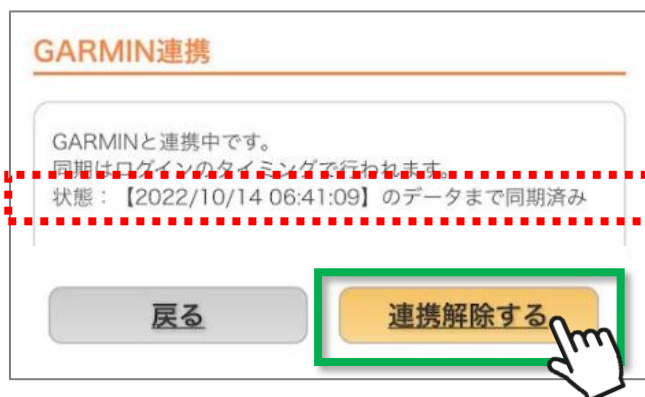 GARMIN連携
GARMINと連携中です。
同期はログインのタイミングで行われます。
状態：【2022/10/14 06:41:09】のデータまで同期済み
戻る
連携解除する